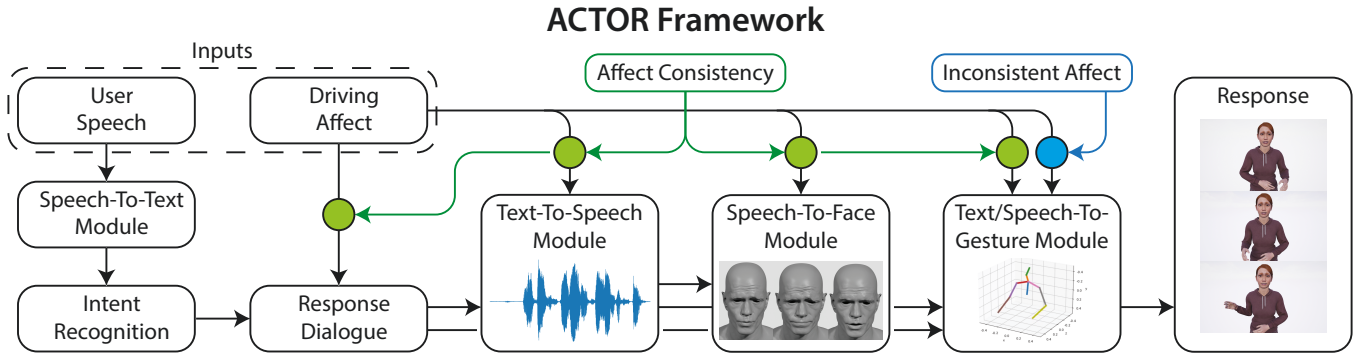 ACTOR Framework
Inputs
Affect Consistency
Inconsistent Affect
User
Speech
Driving
Affect
Response
Speech-To-Text
Module
Text-To-Speech
Module
Speech-To-Face
Module
Text/Speech-To-
Gesture Module
Intent
Recognition
Response
Dialogue